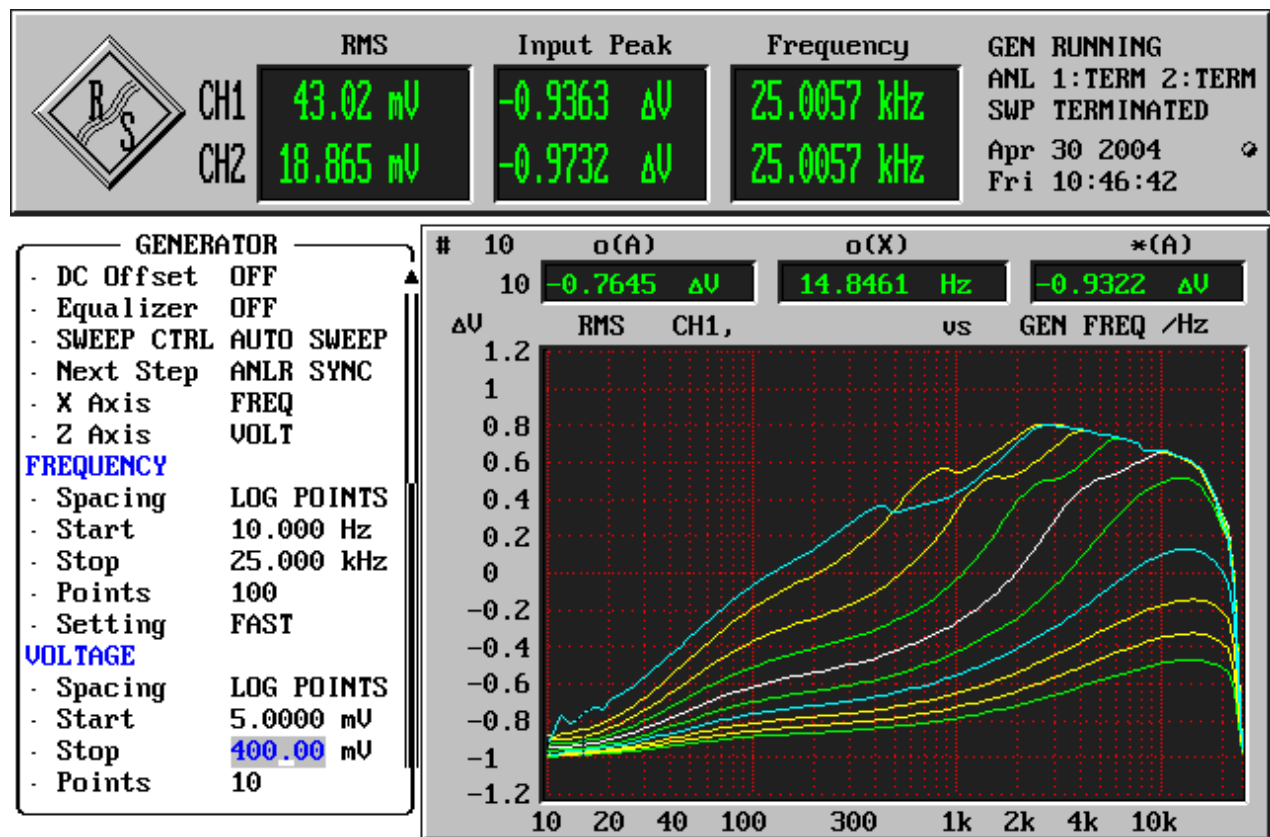 RMS Input Peak Frequency
CH1 43.02 mV -0.9363 ΔV 25.0057 kHz
CH2 18.865 mV -0.9732 ΔV 25.0057 kHz
GEN RUNNING
ANL 1:TERM 2:TERM
SWP TERMINATED
Apr 30 2004
Fri 10:46:42
R S
GENERATOR
· DC Offset OFF
· Equalizer OFF
· SWEEP CTRL AUTO SWEEP
· Next Step ANLR SYNC
· X Axis FREQ
· Z Axis VOLT
FREQUENCY
· Spacing LOG POINTS
· Start 10.000 Hz
· Stop 25.000 kHz
· Points 100
· Setting FAST
VOLTAGE
· Spacing LOG POINTS
· Start 5.0000 mV
· Stop 400.00 mV
· Points 10
# 10 o(A) o(X) *(A)
10 -0.7645 ΔV 14.8461 Hz -0.9322 ΔV
ΔV RMS CH1, vs GEN FREQ /Hz
1.2
1
0.8
0.6
0.4
0.2
0
-0.2
-0.4
-0.6
-0.8
-1
-1.2
10 20 40 100 300 1k 2k 4k 10k